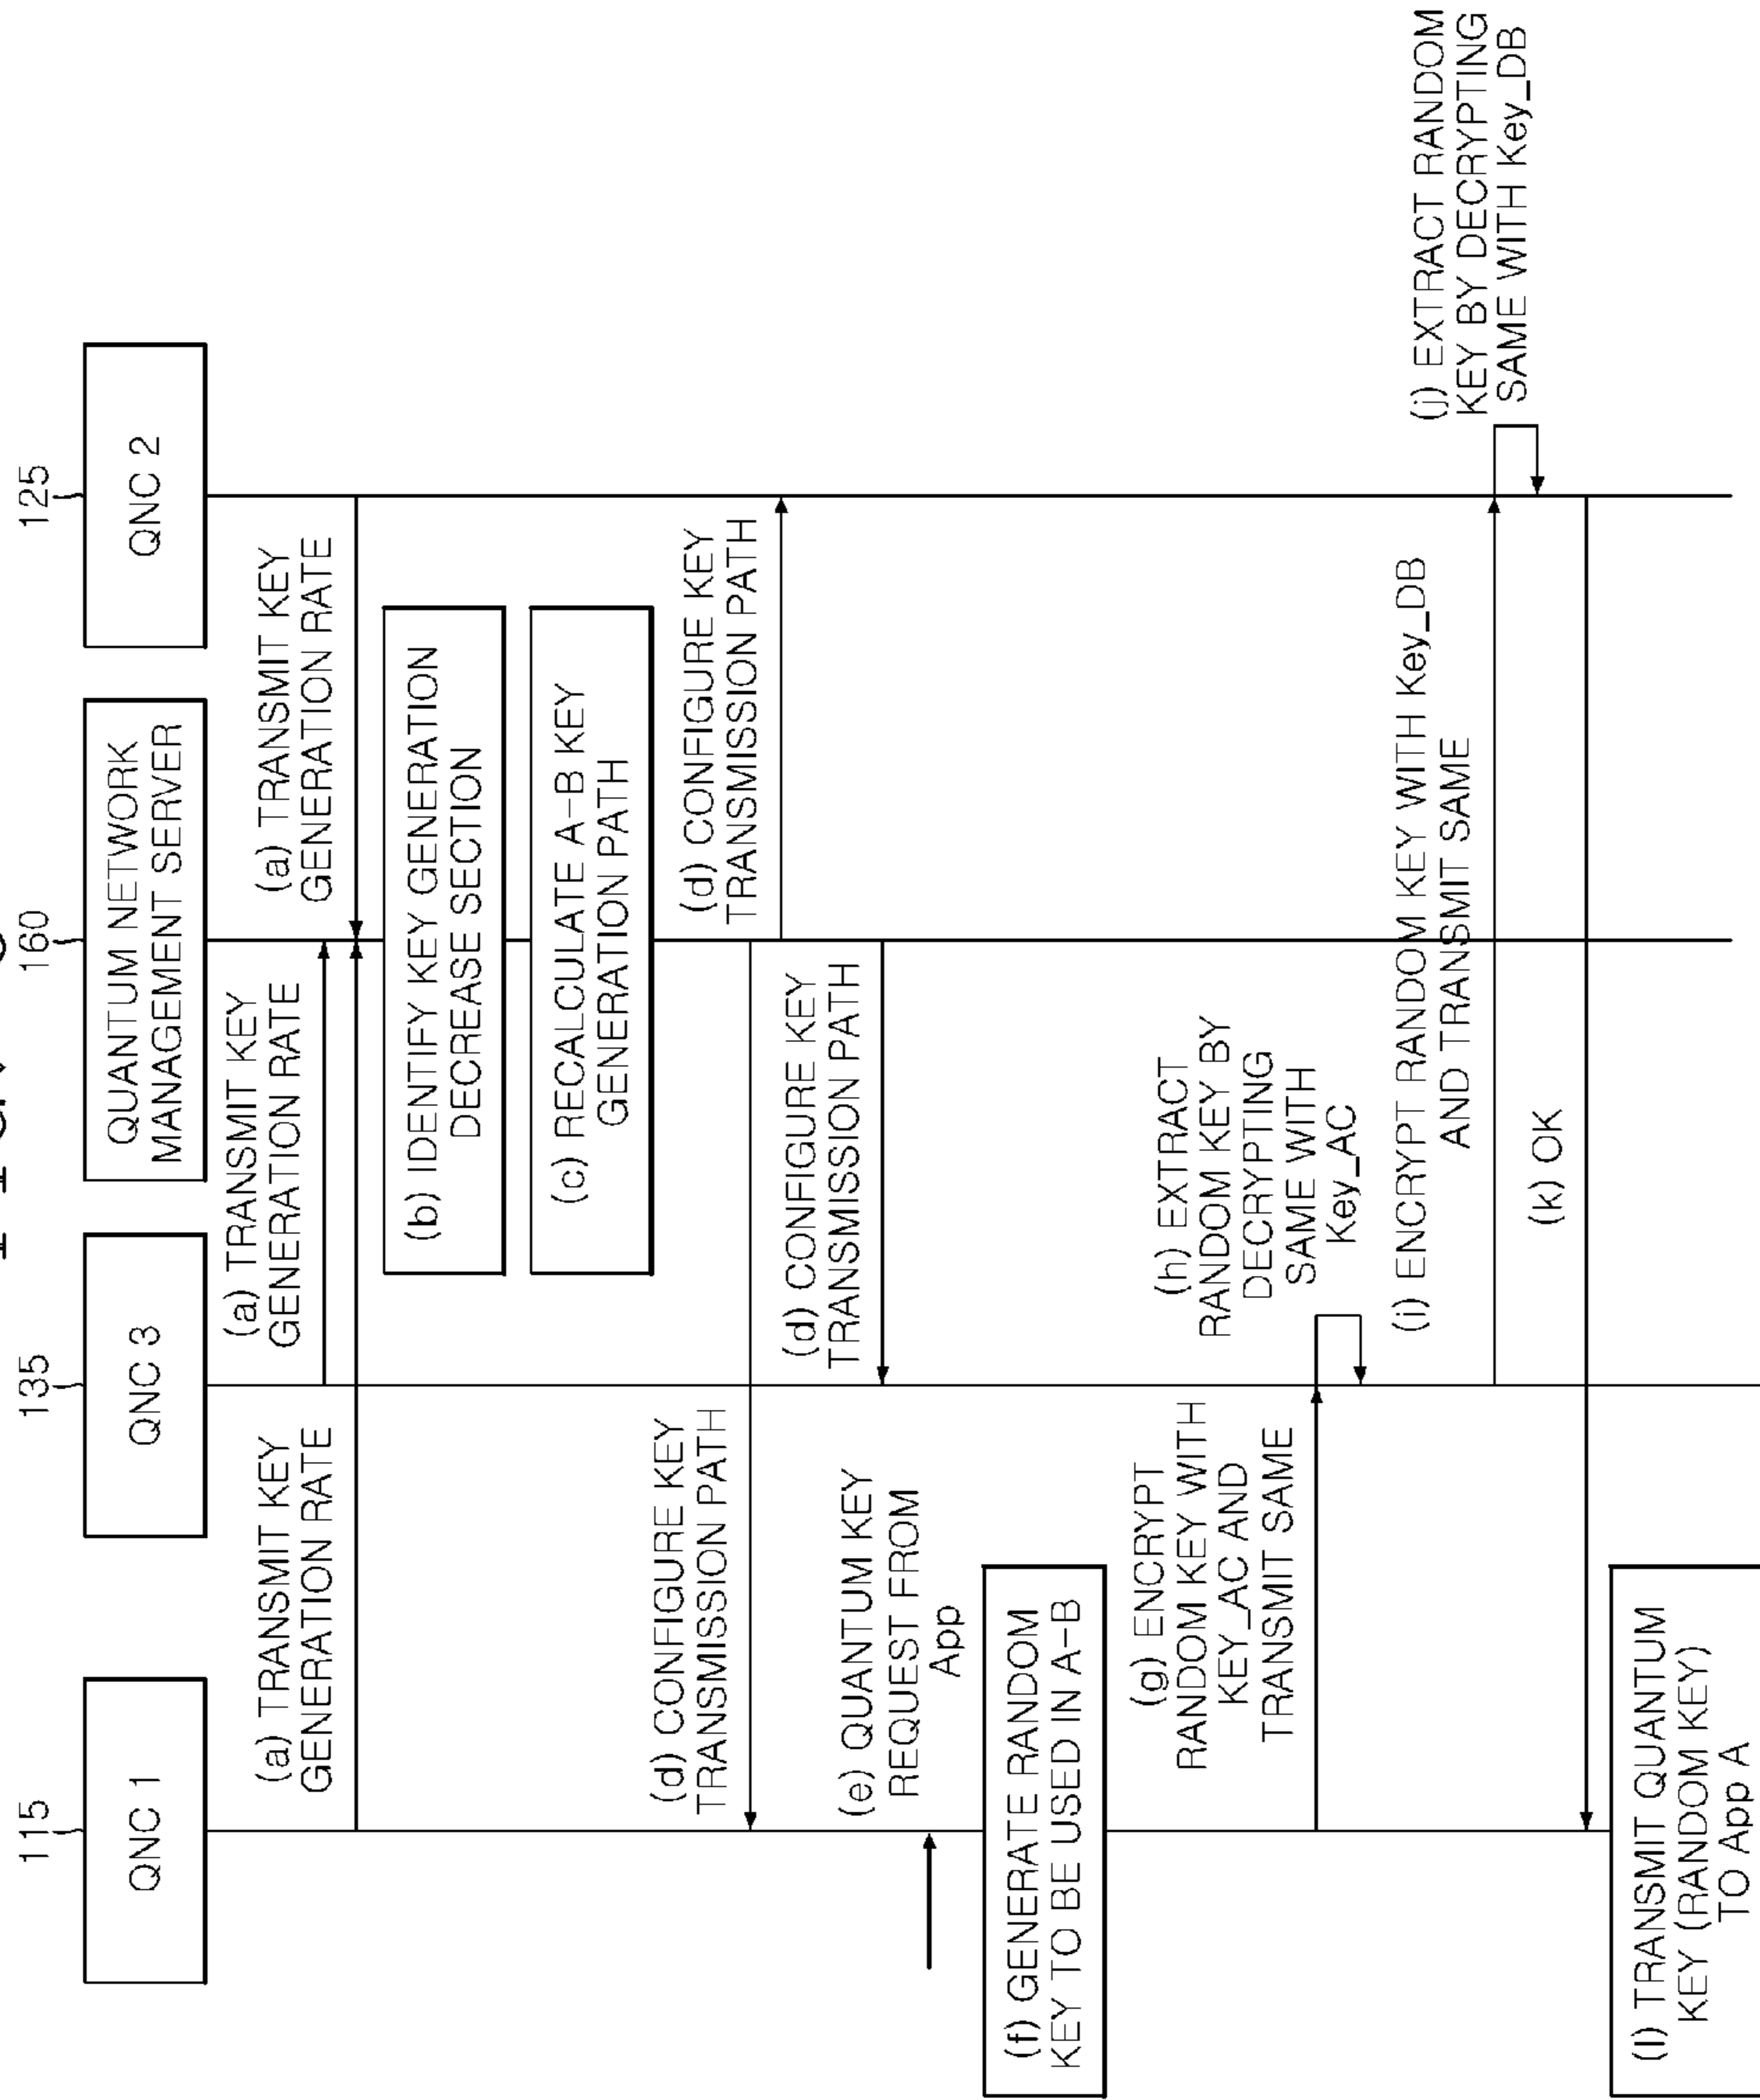 115
135
160
125
QNC 1
QNC 3
QUANTUM NETWORK
MANAGEMENT SERVER
QNC 2
(a) TRANSMIT KEY
GENERATION RATE
(a) TRANSMIT KEY
GENERATION RATE
(a) TRANSMIT KEY
GENERATION RATE
(b) IDENTIFY KEY GENERATION
DECREASE SECTION
(c) RECALCULATE A-B KEY
GENERATION PATH
(d) CONFIGURE KEY
TRANSMISSION PATH
(d) CONFIGURE KEY
TRANSMISSION PATH
(d) CONFIGURE KEY
TRANSMISSION PATH
(e) QUANTUM KEY
REQUEST FROM
App
(f) GENERATE RANDOM
KEY TO BE USED IN A-B
(g) ENCRYPT
RANDOM KEY WITH
KEY_AC AND
TRANSMIT SAME
(h) EXTRACT
RANDOM KEY BY
DECRYPTING
SAME WITH
Key_AC
(i) ENCRYPT RANDOM KEY WITH Key_DB
AND TRANSMIT SAME
(j) EXTRACT RANDOM
KEY BY DECRYPTING
SAME WITH Key_DB
(k) OK
(l) TRANSMIT QUANTUM
KEY (RANDOM KEY)
TO App A